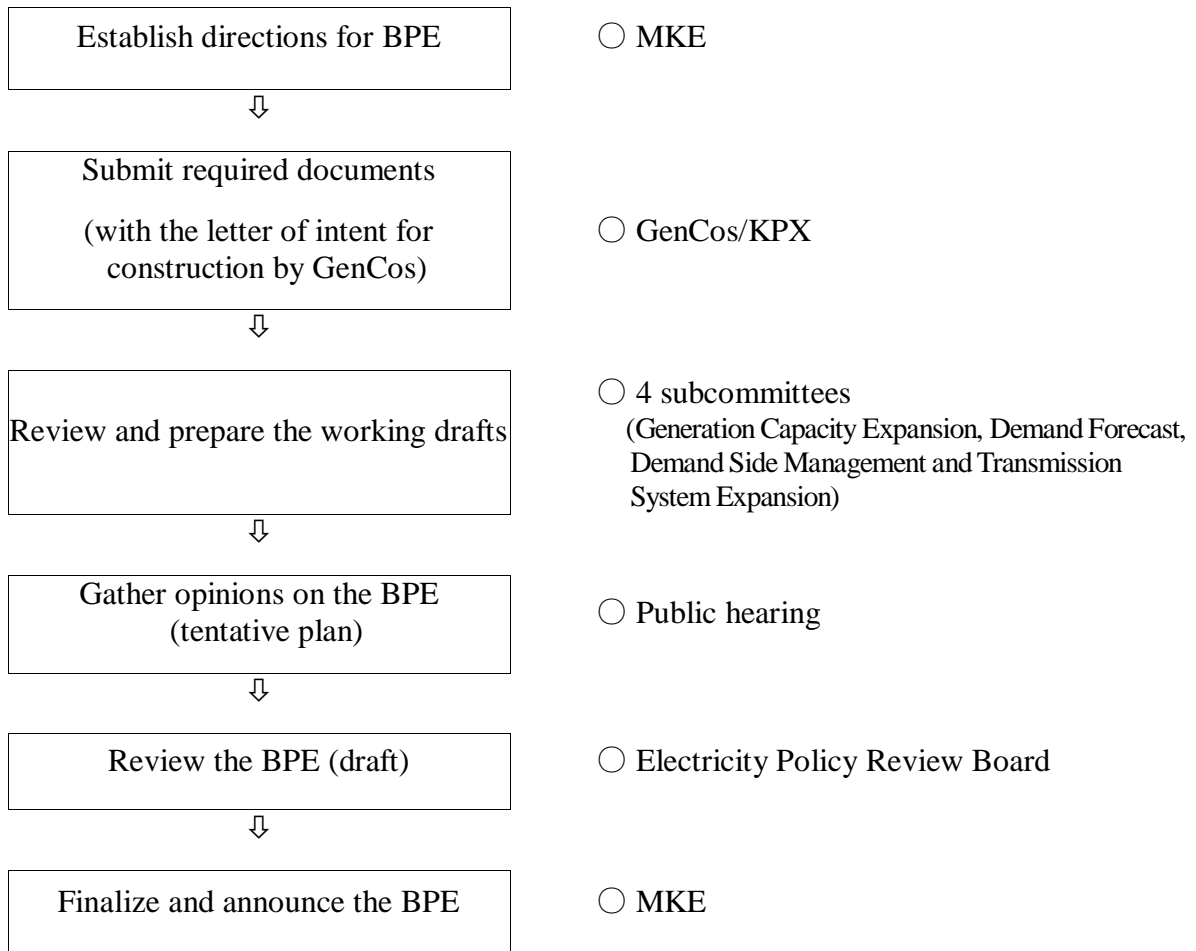 Establish directions for BPE
○ MKE
⇩
Submit required documents
(with the letter of intent for
construction by GenCos)
○ GenCos/KPX
⇩
Review and prepare the working drafts
○ 4 subcommittees
(Generation Capacity Expansion, Demand Forecast,
Demand Side Management and Transmission
System Expansion)
⇩
Gather opinions on the BPE
(tentative plan)
○ Public hearing
⇩
Review the BPE (draft)
○ Electricity Policy Review Board
⇩
Finalize and announce the BPE
○ MKE